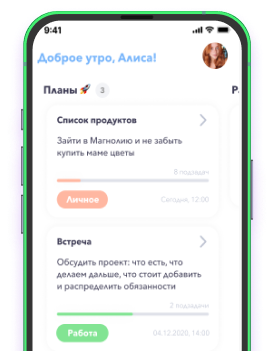 9:41
Доброе утро, Алиса!
Планы 🚀 3
Р
Список продуктов
Зайти в Магнолию и не забыть
купить маме цветы
8 подзадач
Личное
Сегодня, 12:00
Встреча
Обсудить проект: что есть, что
делаем дальше, что стоит добавить
и распределить обязанности
2 подзадачи
Работа
04.12.2020, 14:00